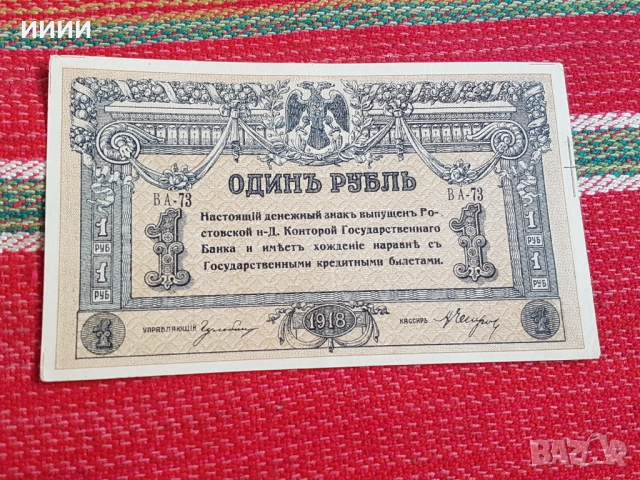 ииии
ОДИНЪ РУБЛЬ
ВА-73 ВА-73
Настоящій денежный знакъ выпущенъ Ро-
стовской н-Д. Конторой Государственнаго
Банка и имѣетъ хожденіе наравнѣ съ
Государственными кредитными билетами.
1 1
1 РУБ 1 РУБ
1 РУБ 1 РУБ
УПРАВЛЯЮЩІЙ 1918 КАССИРЪ
1 1
BAZAR